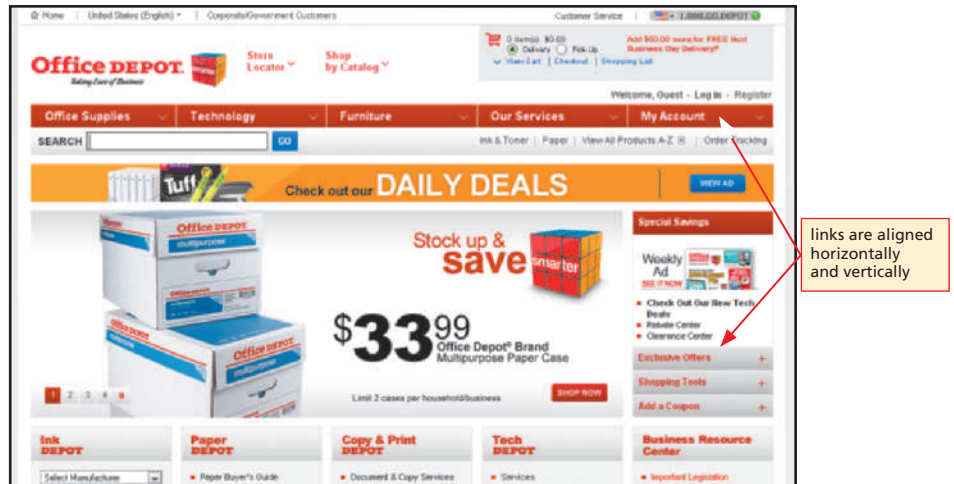 Home | United States (English) | Corporate/Government Customers
Customer Service | 1.800.GO.DEPOT
Office DEPOT.
Taking Care of Business
Store Locator
Shop by Catalog
0 item(s) $0.00
Delivery Pick-Up
View Cart | Checkout | Shopping List
Add $50.00 more for FREE Next
Business Day Delivery*
Welcome, Guest - Log In - Register
Office Supplies Technology Furniture Our Services My Account
SEARCH GO
Ink & Toner | Paper | View All Products A-Z | Order Tracking
Tuff
Check out our DAILY DEALS
VIEW AD
Office DEPOT
multipurpose
Office DEPOT
Office DEPOT
multipurpose
Stock up &
save
smarter
$33 99
Office Depot® Brand
Multipurpose Paper Case
Limit 2 cases per household/business
SHOP NOW
1 2 3 4
Special Savings
Weekly
Ad
SEE IT NOW
Check Out Our New Tech
Deals
Rebate Center
Clearance Center
Exclusive Offers +
Shopping Tools +
Add a Coupon +
links are aligned
horizontally
and vertically
Ink
DEPOT
Select Manufacturer
Paper
DEPOT
Paper Buyer's Guide
Copy & Print
DEPOT
Document & Copy Services
Tech
DEPOT
Services
Business Resource
Center
Important Legislation